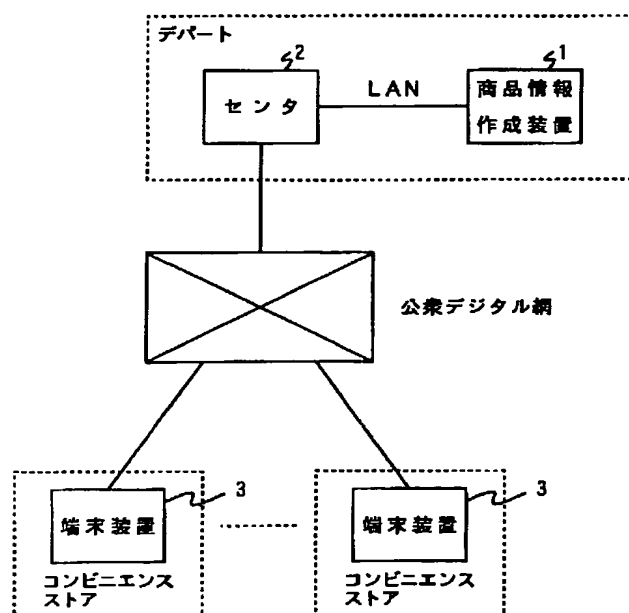 デパート
2
1
センタ
LAN
商品情報
作成装置
公衆デジタル網
3
3
端末装置
端末装置
コンビニエンス
ストア
コンビニエンス
ストア